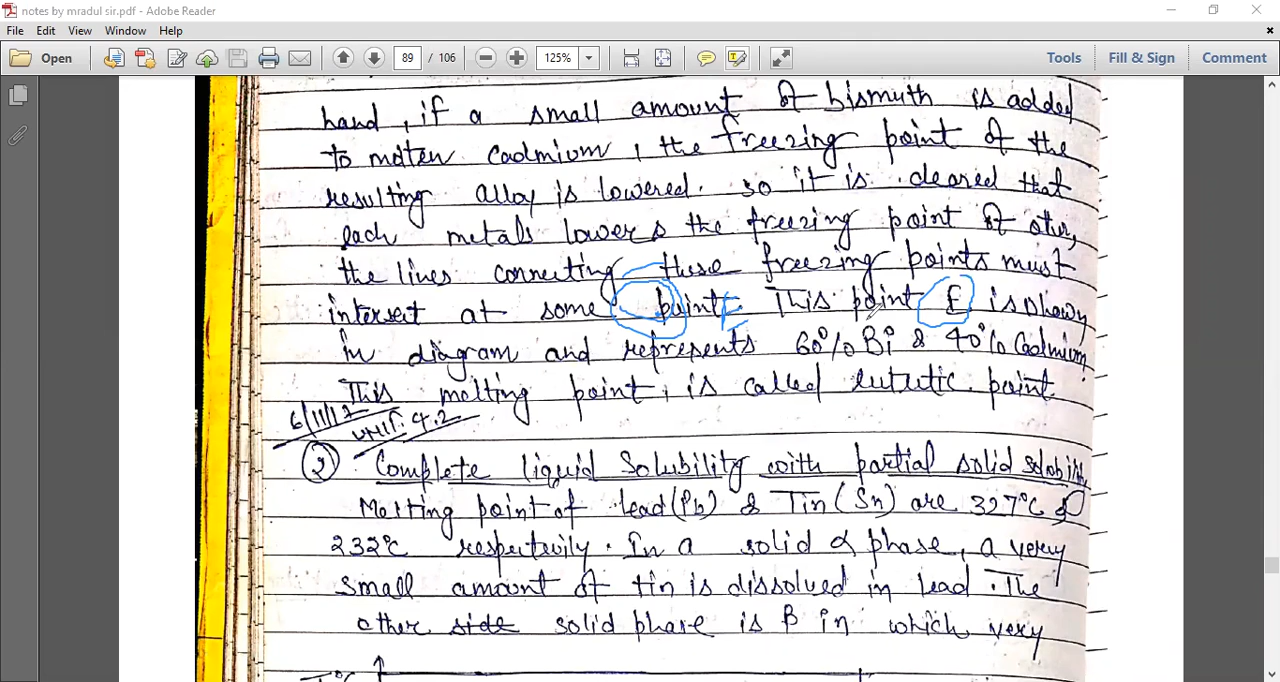 notes by mradul sir.pdf - Adobe Reader
File Edit View Window Help
Open 89 / 106 125% Tools Fill & Sign Comment
hand, if a small amount of bismuth is added
to molten cadmium, the freezing point of the
resulting alloy is lowered. so it is cleared that
each metals lowers the freezing point of other,
the lines connecting these freezing points must
intersect at some point E This point E is shown
in diagram and represents 60% Bi & 40% Cadmium.
This melting point, is called eutectic point.
6/11/12
UNIT: 4.2
② Complete liquid solubility with partial solid solubility
Melting point of lead(Pb) & Tin (Sn) are 327°C &
232°C respectively. In a solid α phase, a very
small amount of tin is dissolved in lead. The
other side solid phase is β in which very